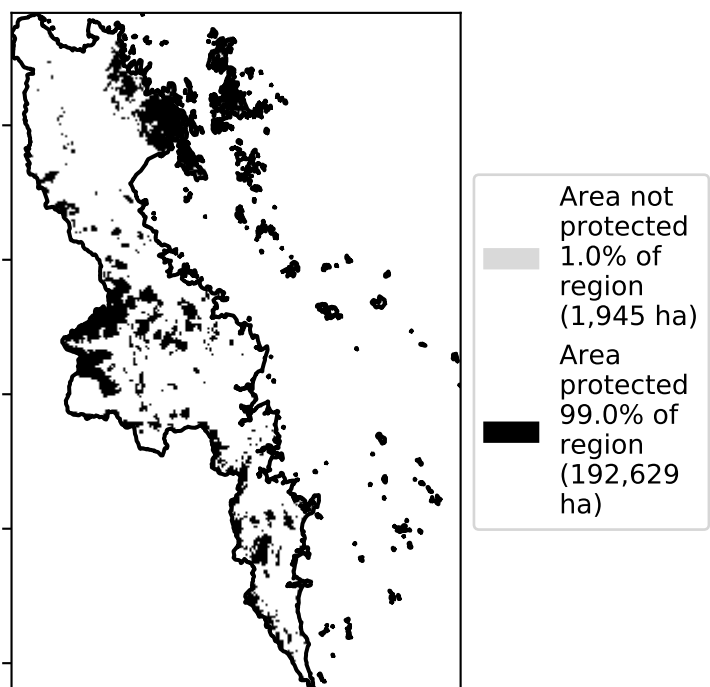 Area not
protected
1.0% of
region
(1,945 ha)
Area
protected
99.0% of
region
(192,629
ha)